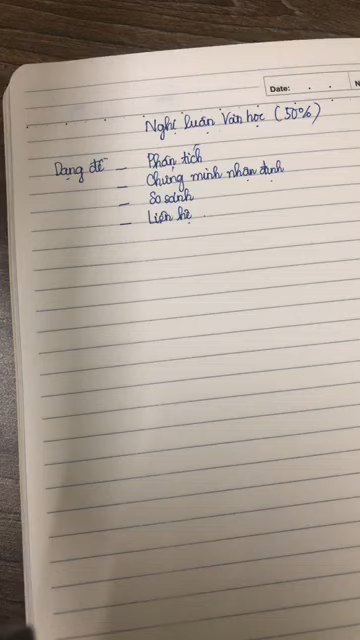 Date: . .
N
Nghị luận Văn học (50%)
Dạng đề - Phân tích
- Chứng minh nhận định
- So sánh
- Liên hệ